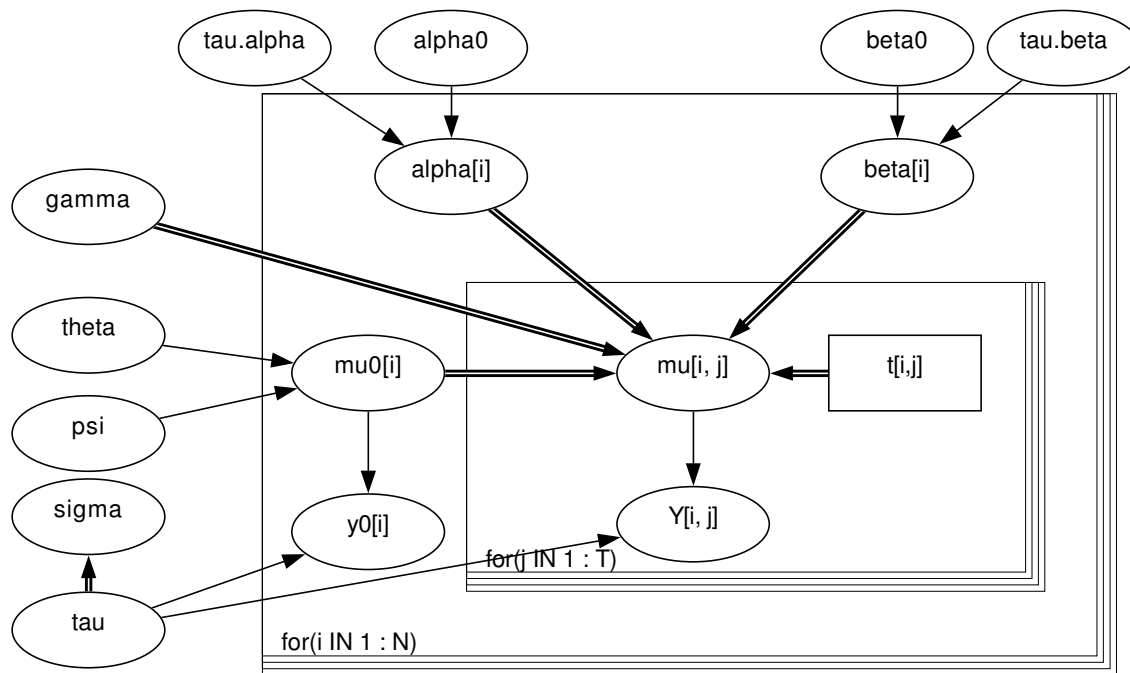 tau.alpha
alpha0
beta0
tau.beta
alpha[i]
beta[i]
gamma
theta
mu0[i]
mu[i, j]
t[i,j]
psi
sigma
y0[i]
Y[i, j]
for(j IN 1 : T)
tau
for(i IN 1 : N)